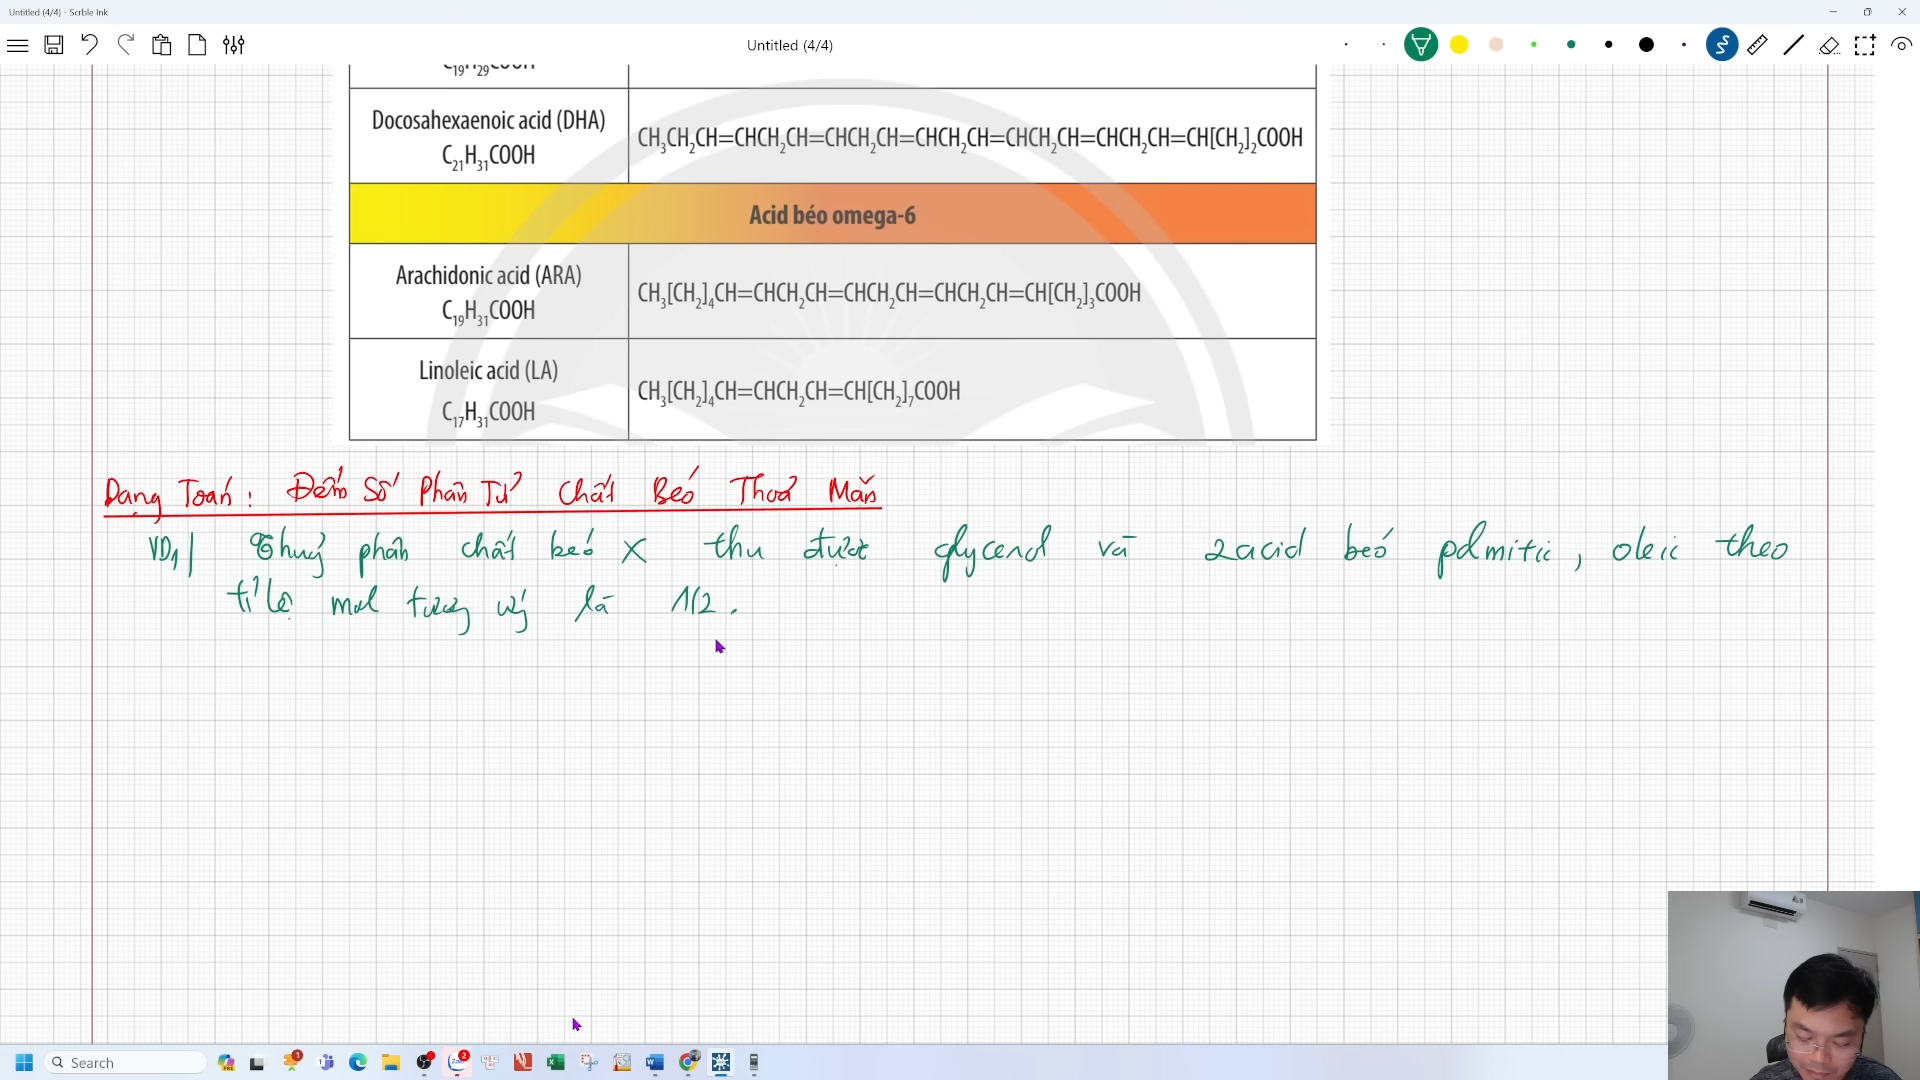 Untitled (4/4) - Scrble Ink
Untitled (4/4)
C19H29COOH
Docosahexaenoic acid (DHA)
C21H31COOH
CH3CH2CH=CHCH2CH=CHCH2CH=CHCH2CH=CHCH2CH=CHCH2CH=CH[CH2]2COOH
Acid béo omega-6
Arachidonic acid (ARA)
C19H31COOH
CH3[CH2]4CH=CHCH2CH=CHCH2CH=CHCH2CH=CH[CH2]3COOH
Linoleic acid (LA)
C17H31COOH
CH3[CH2]4CH=CHCH2CH=CH[CH2]7COOH
Dạng Toán: Đếm Số Phân Tử Chất Béo Thoả Mãn
VD1| Thuỷ phân chất béo X thu được glycerol và 2 acid béo palmitic, oleic theo
tỉ lệ mol tương ứng là 1:2.
Search